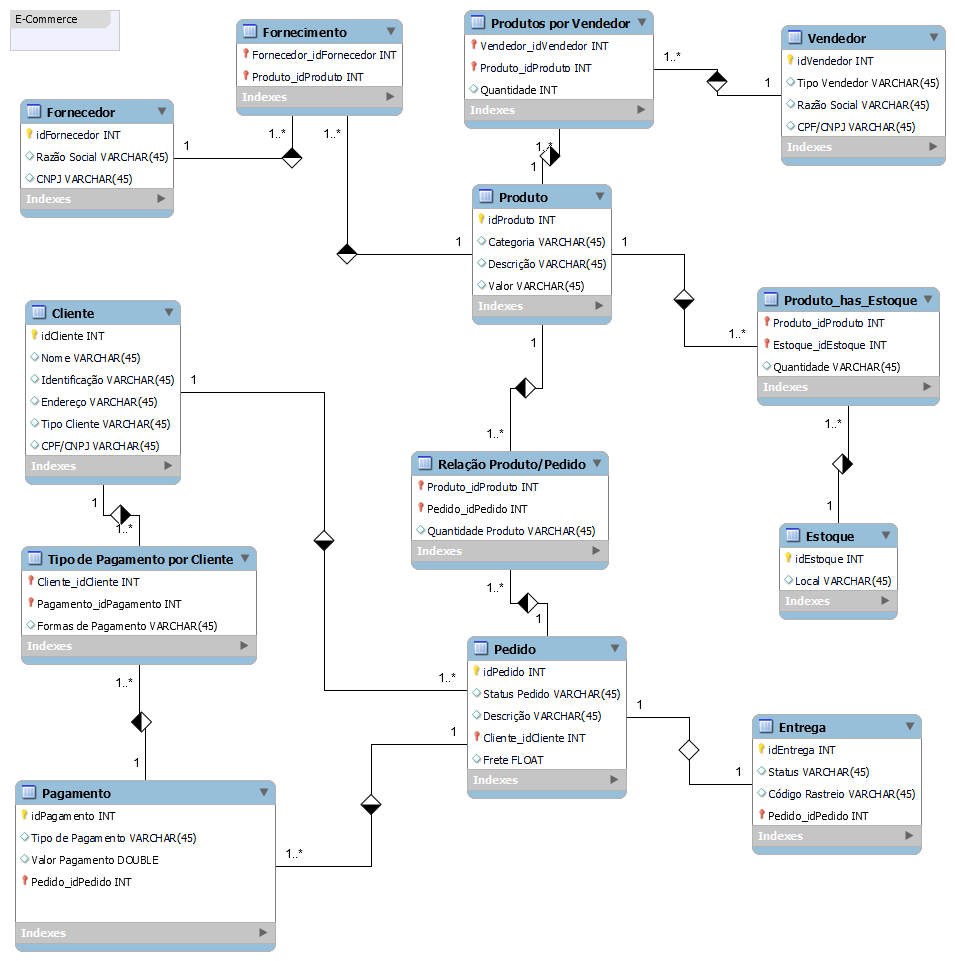 E-Commerce
Fornecimento
Fornecedor_idFornecedor INT
Produto_idProduto INT
Indexes
Produtos por Vendedor
Vendedor_idVendedor INT
Produto_idProduto INT
Quantidade INT
Indexes
Vendedor
idVendedor INT
Tipo Vendedor VARCHAR(45)
Razão Social VARCHAR(45)
CPF/CNPJ VARCHAR(45)
Indexes
1..*
1
Fornecedor
idFornecedor INT
Razão Social VARCHAR(45)
CNPJ VARCHAR(45)
Indexes
1
1..*
1..*
1..*
1
Produto
idProduto INT
Categoria VARCHAR(45)
Descrição VARCHAR(45)
Valor VARCHAR(45)
Indexes
1
1
1
1..*
Produto_has_Estoque
Produto_idProduto INT
Estoque_idEstoque INT
Quantidade VARCHAR(45)
Indexes
1..*
1
Cliente
idCliente INT
Nome VARCHAR(45)
Identificação VARCHAR(45)
Endereço VARCHAR(45)
Tipo Cliente VARCHAR(45)
CPF/CNPJ VARCHAR(45)
Indexes
1
1
1..*
1..*
Relação Produto/Pedido
Produto_idProduto INT
Pedido_idPedido INT
Quantidade Produto VARCHAR(45)
Indexes
1..*
1
Estoque
idEstoque INT
Local VARCHAR(45)
Indexes
Tipo de Pagamento por Cliente
Cliente_idCliente INT
Pagamento_idPagamento INT
Formas de Pagamento VARCHAR(45)
Indexes
1..*
1
1..*
Pedido
idPedido INT
Status Pedido VARCHAR(45)
Descrição VARCHAR(45)
Cliente_idCliente INT
Frete FLOAT
Indexes
1
1
1
Entrega
idEntrega INT
Status VARCHAR(45)
Código Rastreio VARCHAR(45)
Pedido_idPedido INT
Indexes
Pagamento
idPagamento INT
Tipo de Pagamento VARCHAR(45)
Valor Pagamento DOUBLE
Pedido_idPedido INT
Indexes
1..*